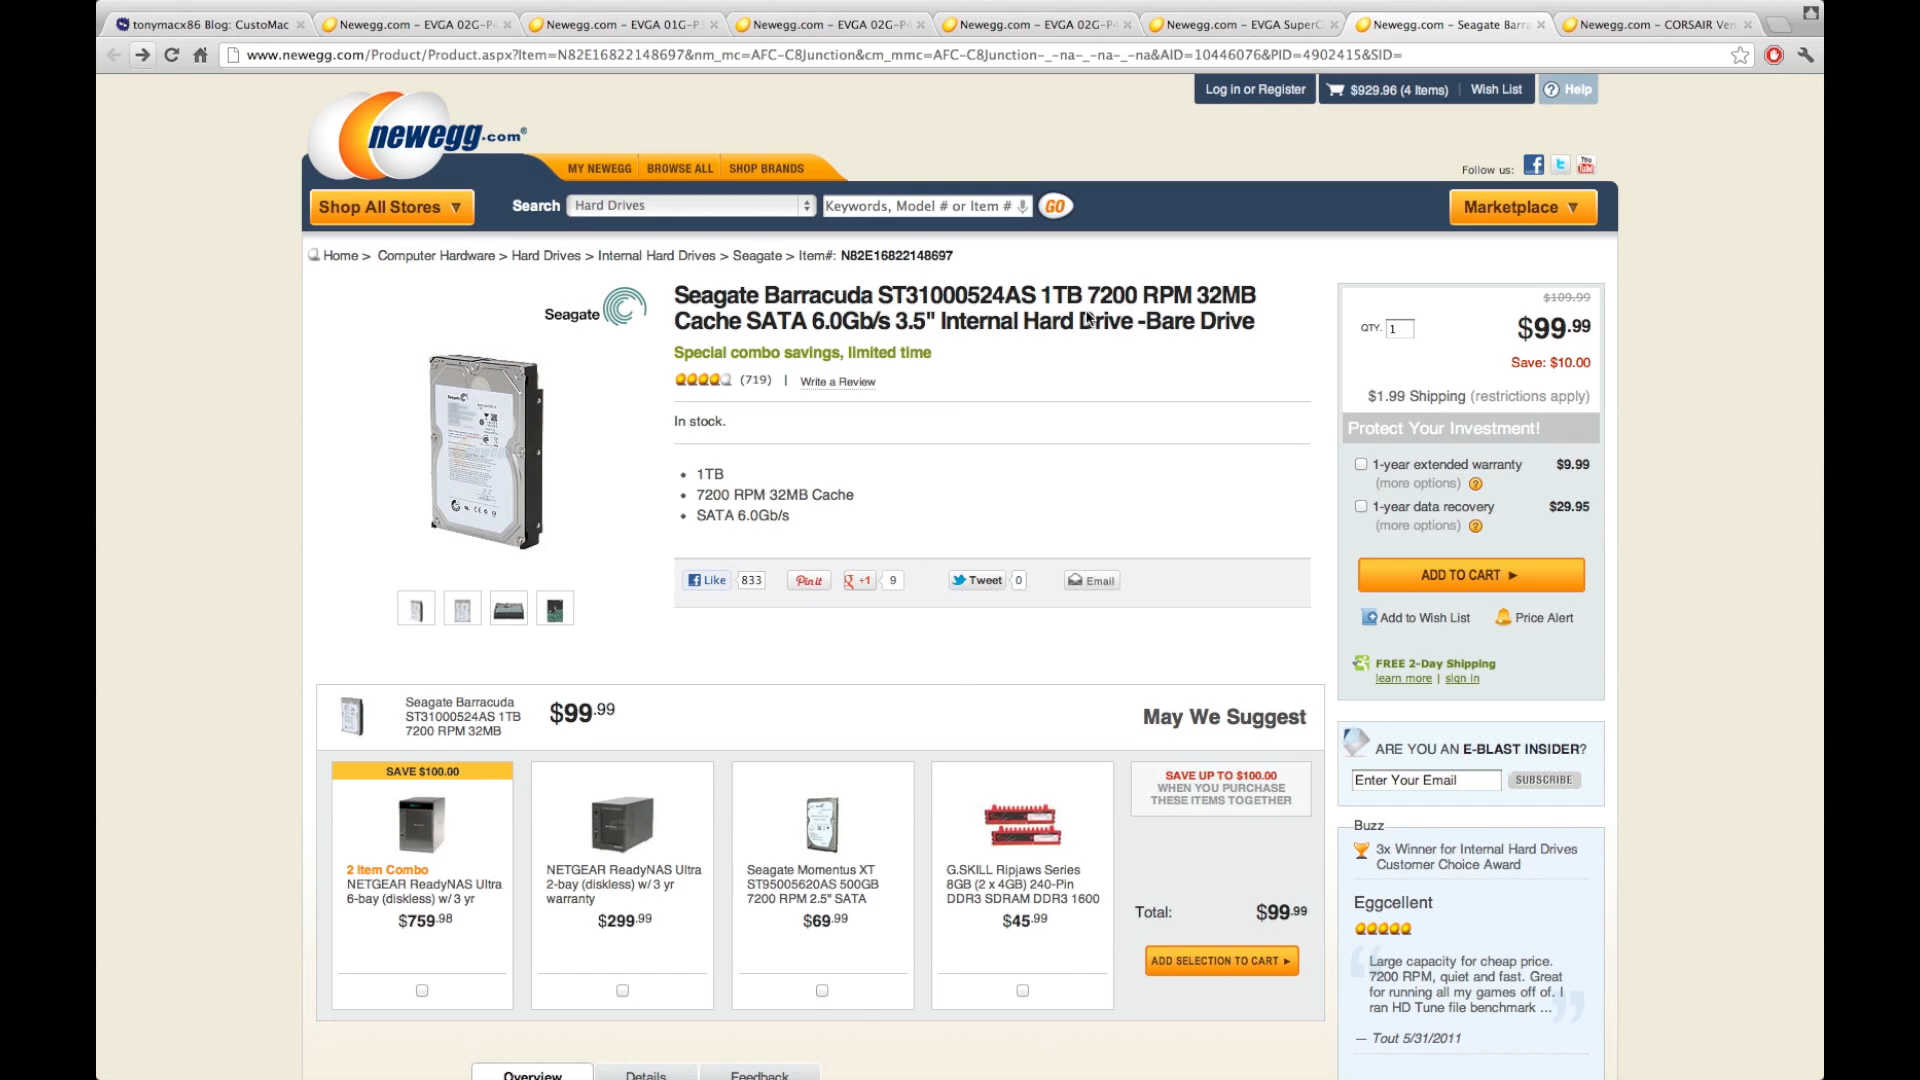 tonymacx86 Blog: CustoMac
Newegg.com – EVGA 02G-P4
Newegg.com – EVGA 01G-P3
Newegg.com – EVGA 02G-P4
Newegg.com – EVGA 02G-P4
Newegg.com – EVGA SuperC
Newegg.com – Seagate Barra
Newegg.com – CORSAIR Ven
www.newegg.com/Product/Product.aspx?Item=N82E16822148697&nm_mc=AFC-C8Junction&cm_mmc=AFC-C8Junction-_-na-_-na-_-na&AID=10446076&PID=4902415&SID=
Log in or Register
$929.96 (4 Items)
Wish List
Help
newegg.com
MY NEWEGG
BROWSE ALL
SHOP BRANDS
Follow us:
You Tube
Shop All Stores
Search
Hard Drives
Keywords, Model # or Item #
GO
Marketplace
Home > Computer Hardware > Hard Drives > Internal Hard Drives > Seagate > Item#: N82E16822148697
Seagate
Seagate Barracuda ST31000524AS 1TB 7200 RPM 32MB
Cache SATA 6.0Gb/s 3.5" Internal Hard Drive -Bare Drive
Special combo savings, limited time
(719) | Write a Review
In stock.
• 1TB
• 7200 RPM 32MB Cache
• SATA 6.0Gb/s
Like 833
Pin it
+1 9
Tweet 0
Email
$109.99
QTY. 1
$99.99
Save: $10.00
$1.99 Shipping (restrictions apply)
Protect Your Investment!
1-year extended warranty $9.99
(more options)
1-year data recovery $29.95
(more options)
ADD TO CART
Add to Wish List
Price Alert
FREE 2-Day Shipping
learn more | sign in
Seagate Barracuda
ST31000524AS 1TB
7200 RPM 32MB
$99.99
May We Suggest
SAVE $100.00
2 Item Combo
NETGEAR ReadyNAS Ultra
6-bay (diskless) w/ 3 yr
$759.98
NETGEAR ReadyNAS Ultra
2-bay (diskless) w/ 3 yr
warranty
$299.99
Seagate Momentus XT
ST95005620AS 500GB
7200 RPM 2.5" SATA
$69.99
G.SKILL Ripjaws Series
8GB (2 x 4GB) 240-Pin
DDR3 SDRAM DDR3 1600
$45.99
SAVE UP TO $100.00
WHEN YOU PURCHASE
THESE ITEMS TOGETHER
Total: $99.99
ADD SELECTION TO CART
ARE YOU AN E-BLAST INSIDER?
Enter Your Email
SUBSCRIBE
Buzz
3x Winner for Internal Hard Drives
Customer Choice Award
Eggcellent
Large capacity for cheap price.
7200 RPM, quiet and fast. Great
for running all my games off of. I
ran HD Tune file benchmark ...
— Tout 5/31/2011
Overview
Details
Feedback